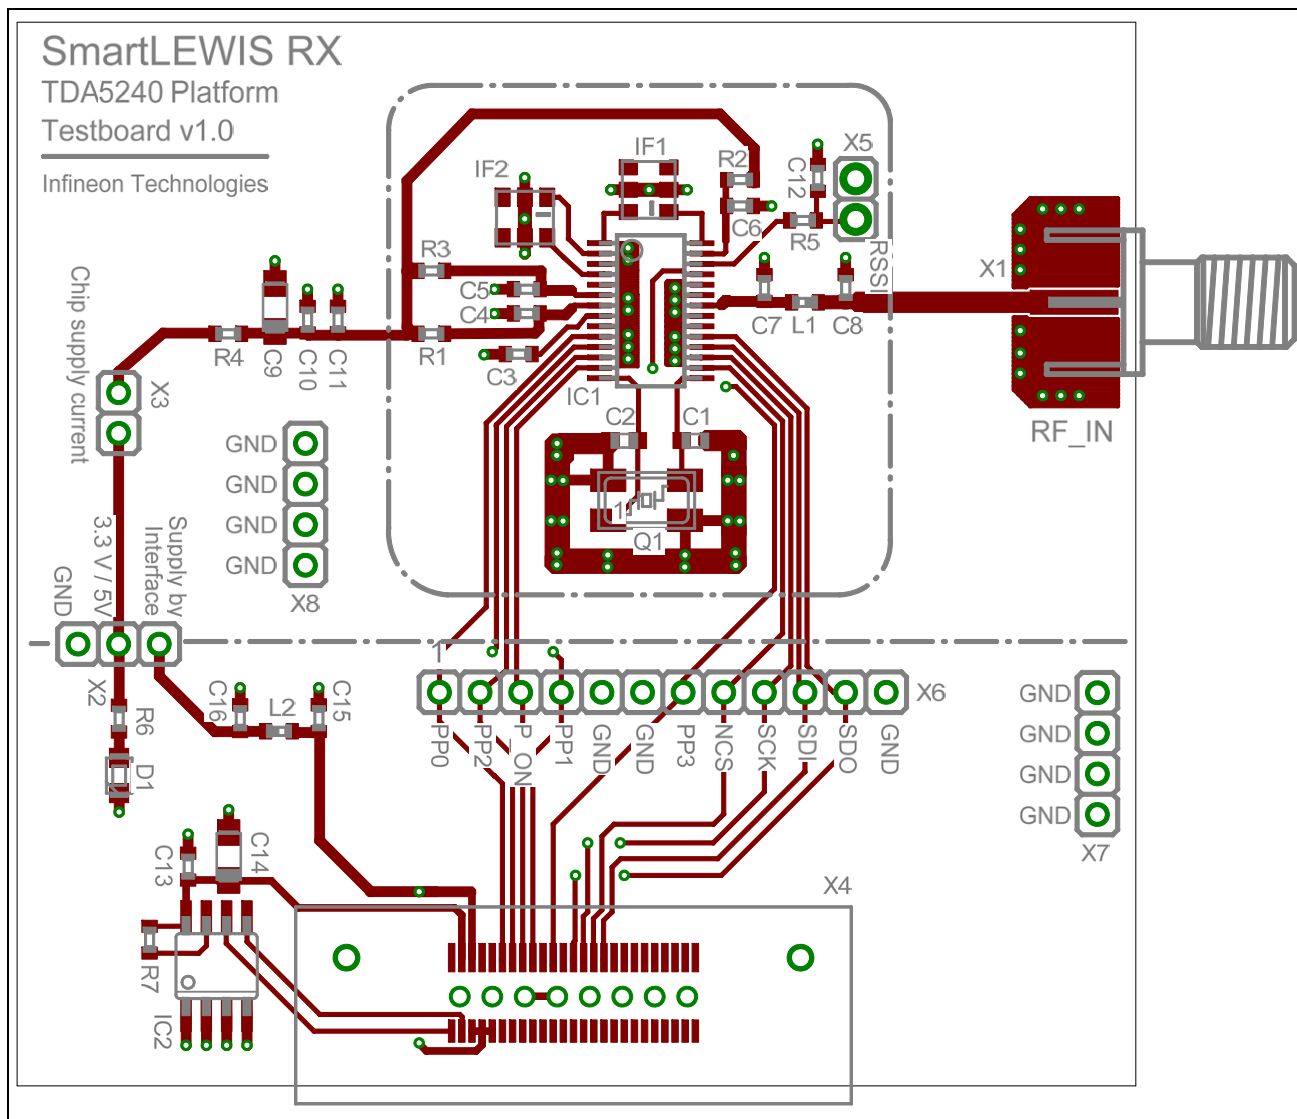 SmartLEWIS RX
TDA5240 Platform
Testboard v1.0
Infineon Technologies
IF1
IF2
R2
C12
X5
C6
R5
RSSI
R3
X1
C5
C4
R1
C3
C7
L1
C8
Chip supply current
R4
C9
C10
C11
X3
IC1
C2
C1
RF_IN
GND
GND
GND
GND
X8
1
Q1
GND
3.3 V / 5V
Supply by
Interface
X2
1
X6
PP0
PP2
P_ON
PP1
GND
GND
PP3
NCS
SCK
SDI
SDO
GND
R6
C16
L2
C15
D1
GND
GND
GND
GND
X7
C13
C14
X4
R7
IC2